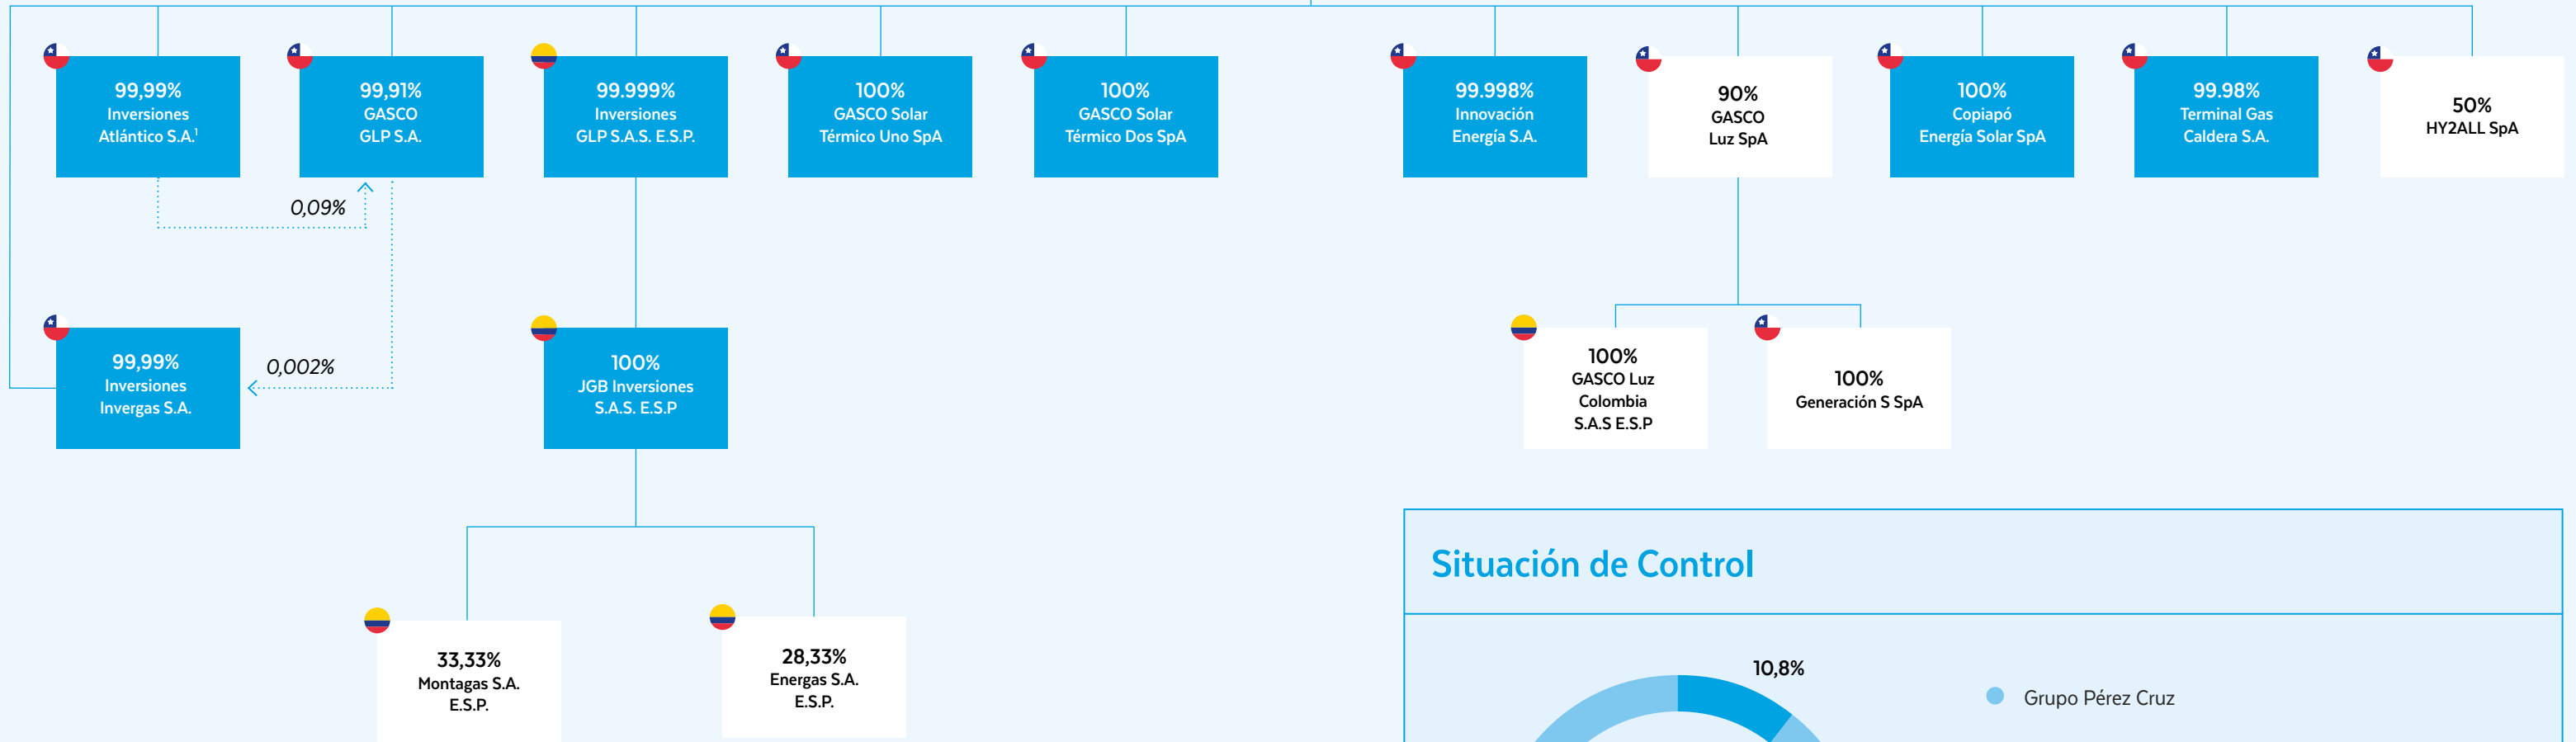 99,99%
Inversiones
Atlántico S.A.¹
99,91%
GASCO
GLP S.A.
99.999%
Inversiones
GLP S.A.S. E.S.P.
100%
GASCO Solar
Térmico Uno SpA
100%
GASCO Solar
Térmico Dos SpA
99.998%
Innovación
Energía S.A.
90%
GASCO
Luz SpA
100%
Copiapó
Energía Solar SpA
99.98%
Terminal Gas
Caldera S.A.
50%
HY2ALL SpA
0,09%
99,99%
Inversiones
Invergas S.A.
0,002%
100%
JGB Inversiones
S.A.S. E.S.P
100%
GASCO Luz
Colombia
S.A.S E.S.P
100%
Generación S SpA
33,33%
Montagas S.A.
E.S.P.
28,33%
Energas S.A.
E.S.P.
Situación de Control
10,8%
Grupo Pérez Cruz